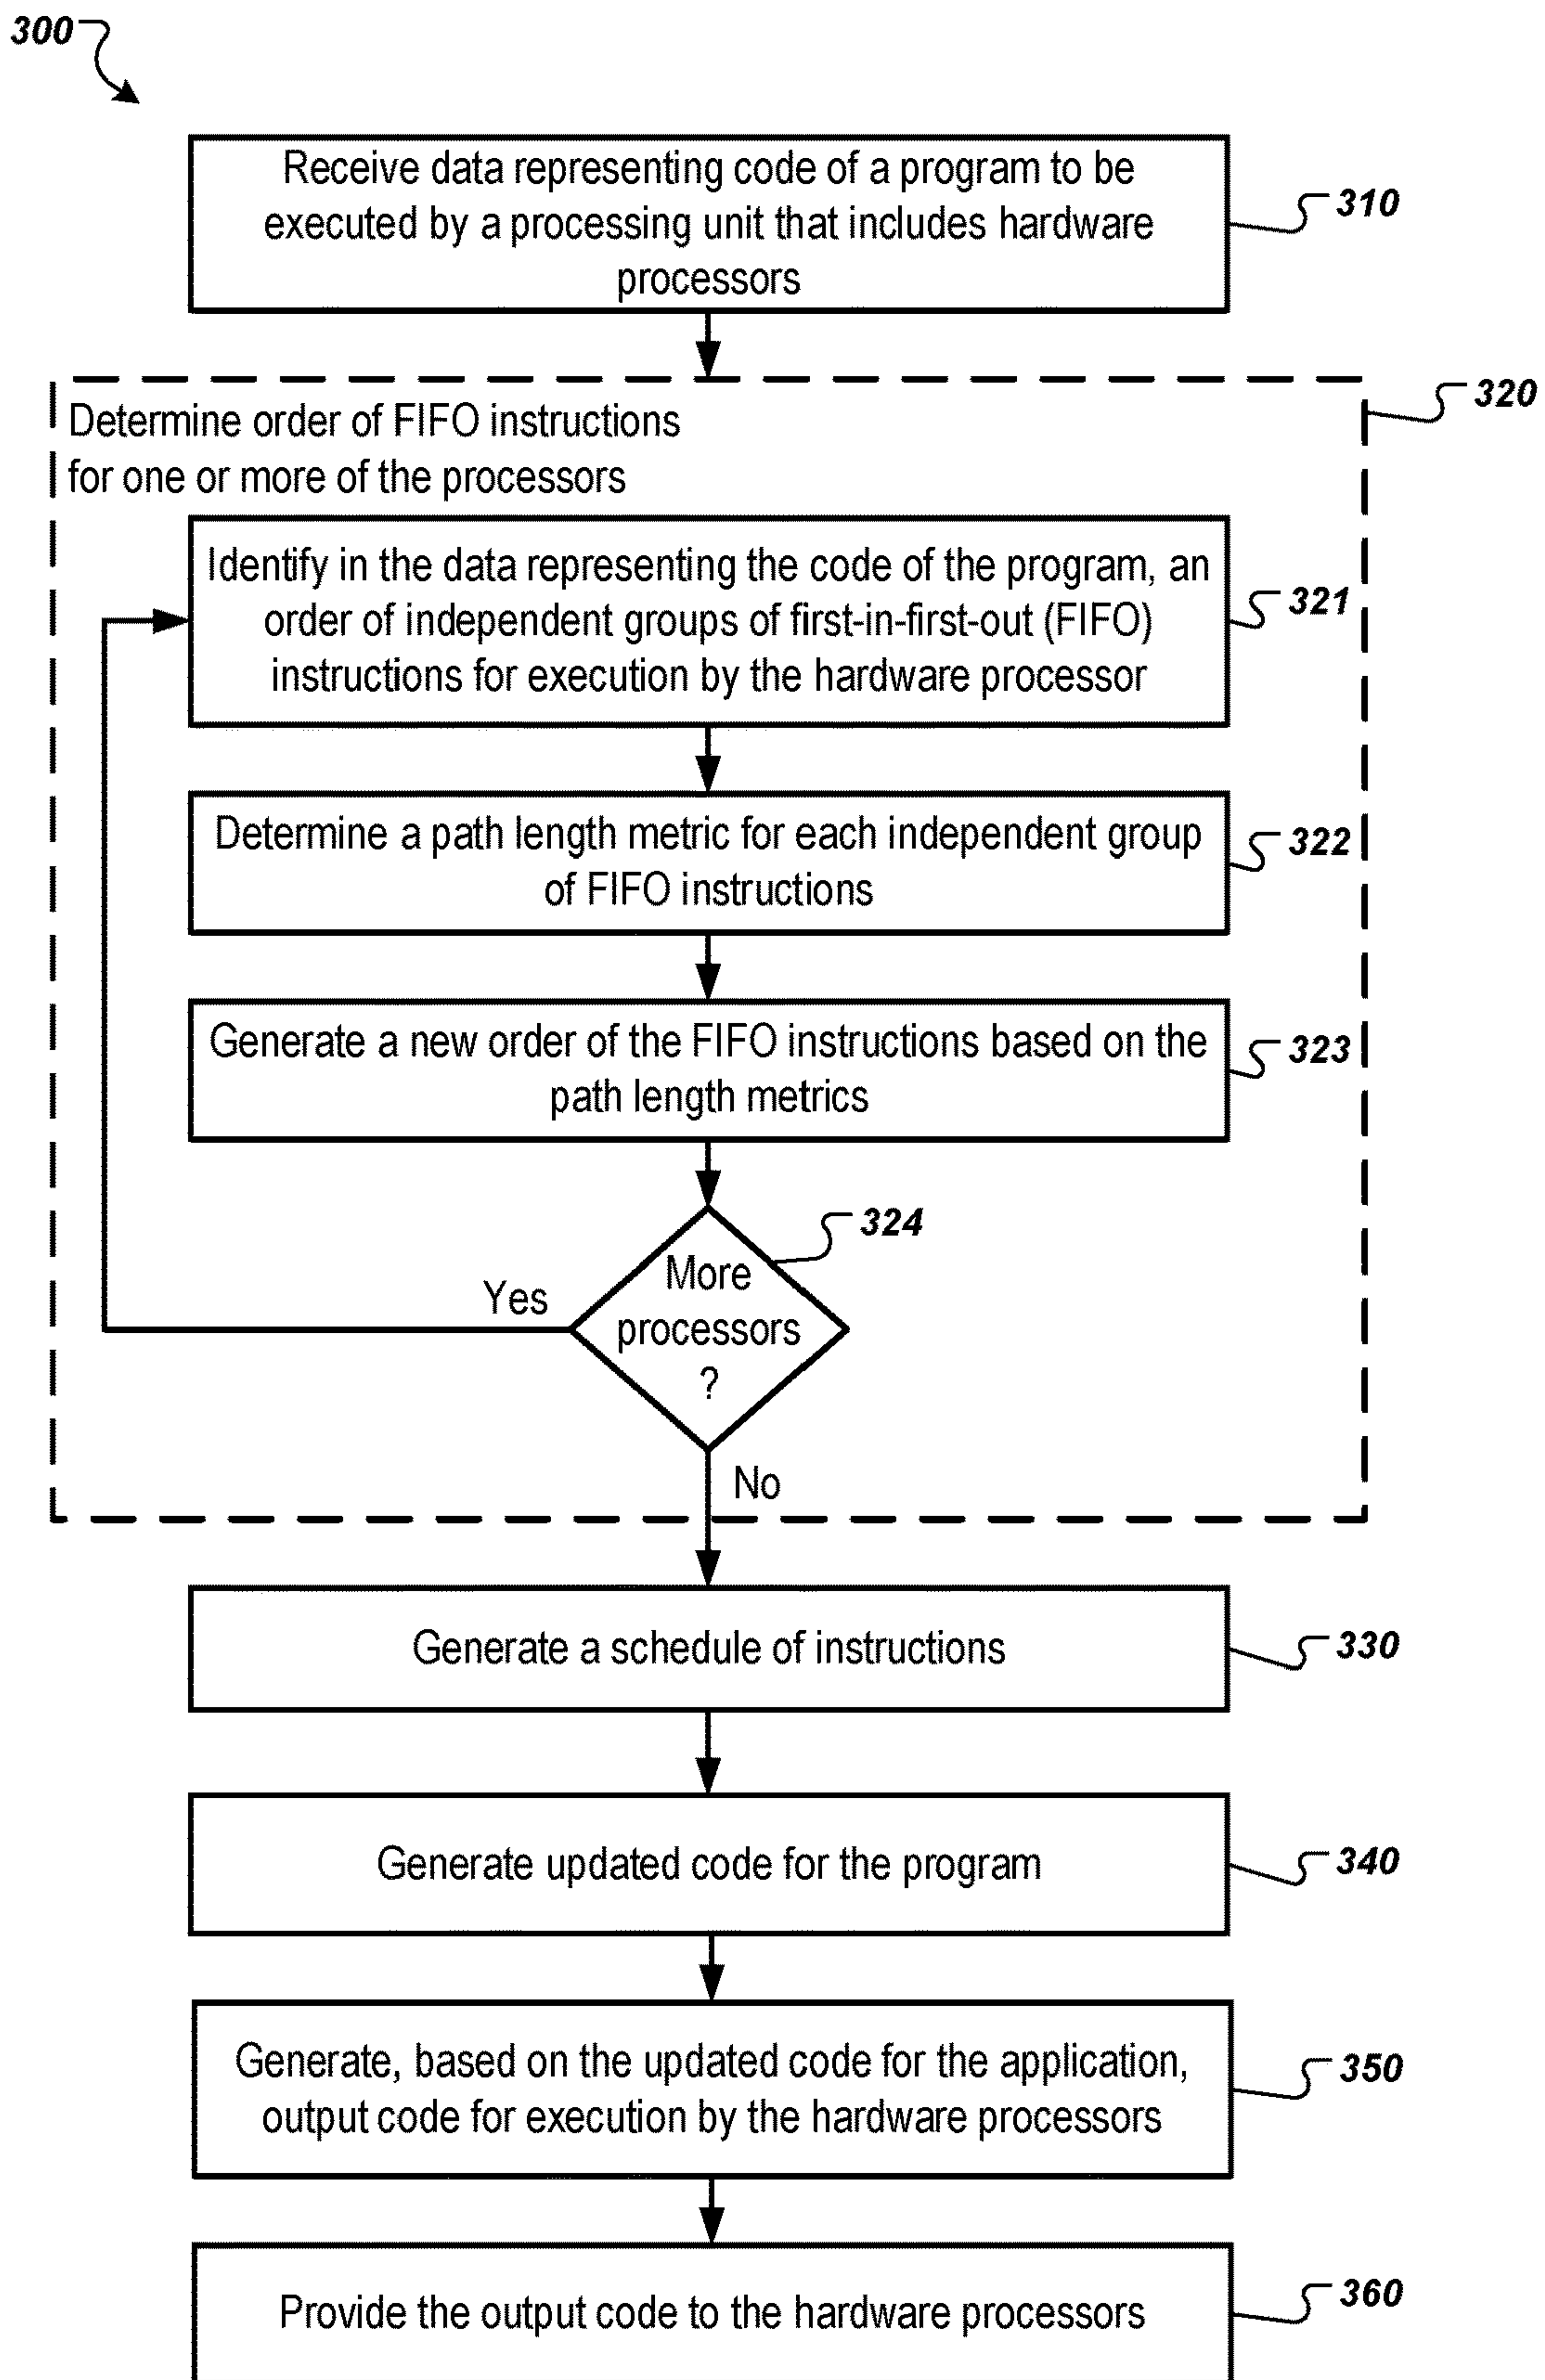 300
Receive data representing code of a program to be
executed by a processing unit that includes hardware
processors
310
320
Determine order of FIFO instructions
for one or more of the processors
Identify in the data representing the code of the program, an
order of independent groups of first-in-first-out (FIFO)
instructions for execution by the hardware processor
321
Determine a path length metric for each independent group
of FIFO instructions
322
Generate a new order of the FIFO instructions based on the
path length metrics
323
324
More
processors
?
Yes
No
Generate a schedule of instructions
330
Generate updated code for the program
340
Generate, based on the updated code for the application,
output code for execution by the hardware processors
350
Provide the output code to the hardware processors
360